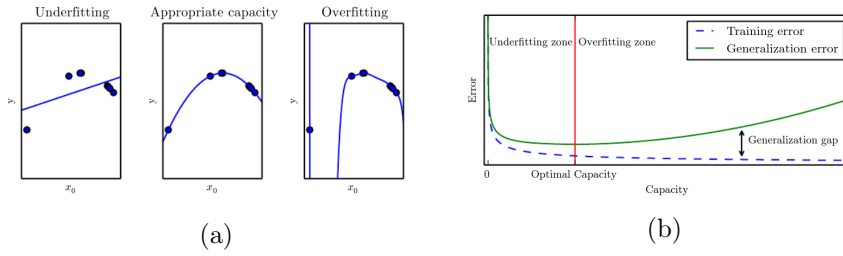 Underfitting
Appropriate capacity
Overfitting
y
x0
y
x0
y
x0
(a)
Underfitting zone
Overfitting zone
Training error
Generalization error
Error
Generalization gap
0
Optimal Capacity
Capacity
(b)